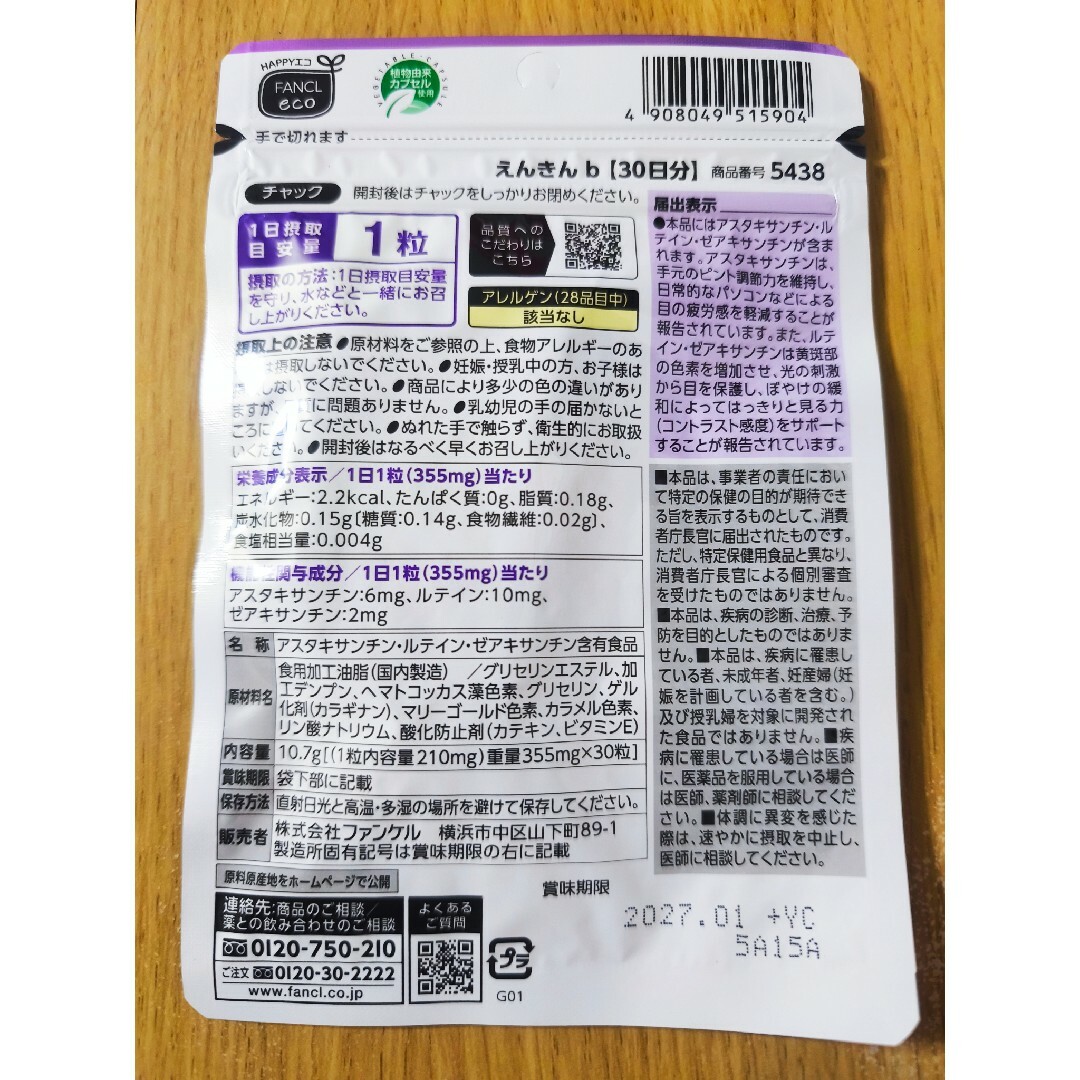 HAPPYエコ
FANCL
eco
VEGETABLE CAPSULE
植物由来
カプセル
使用
4 908049 515904
手で切れます
えんきん b 【30日分】 商品番号 5438
チャック 開封後はチャックをしっかりお閉めください。
1日摂取
目安量
1粒
摂取の方法:1日摂取目安量
を守り、水などと一緒にお召
し上がりください。
品質への
こだわりは
こちら
アレルゲン(28品目中)
該当なし
摂取上の注意 ●原材料をご参照の上、食物アレルギーのあ
は摂取しないでください。●妊娠・授乳中の方、お子様は
しないでください。●商品により多少の色の違いがあり
ますが、 に問題ありません。●乳幼児の手の届かないと
ころに てください。●ぬれた手で触らず、衛生的にお取扱
いください。●開封後はなるべく早くお召し上がりください。
栄養成分表示/1日1粒(355mg)当たり
エネルギー:2.2kcal、たんぱく質:0g、脂質:0.18g、
炭水化物:0.15g〔糖質:0.14g、食物繊維:0.02g〕、
食塩相当量:0.004g
機能性関与成分/1日1粒(355mg)当たり
アスタキサンチン:6mg、ルテイン:10mg、
ゼアキサンチン:2mg
名 称 アスタキサンチン・ルテイン・ゼアキサンチン含有食品
原材料名 食用加工油脂(国内製造) /グリセリンエステル、加
工デンプン、ヘマトコッカス藻色素、グリセリン、ゲル
化剤(カラギナン)、マリーゴールド色素、カラメル色素、
リン酸ナトリウム、酸化防止剤(カテキン、ビタミンE)
内容量 10.7g[(1粒内容量210mg)重量355mg×30粒]
賞味期限 袋下部に記載
保存方法 直射日光と高温・多湿の場所を避けて保存してください。
販売者 株式会社ファンケル 横浜市中区山下町89-1
製造所固有記号は賞味期限の右に記載
原料原産地をホームページで公開
連絡先:商品のご相談/
薬との飲み合わせのご相談
0120-750-210
ご注文 0120-30-2222
www.fancl.co.jp
よくある
ご質問
プラ
G01
届出表示
●本品にはアスタキサンチン・ル
テイン・ゼアキサンチンが含ま
れます。アスタキサンチンは、
手元のピント調節力を維持し、
日常的なパソコンなどによる
目の疲労感を軽減することが
報告されています。また、ルテ
イン・ゼアキサンチンは黄斑部
の色素を増加させ、光の刺激
から目を保護し、ぼやけの緩
和によってはっきりと見る力
(コントラスト感度)をサポート
することが報告されています。
■本品は、事業者の責任におい
て特定の保健の目的が期待でき
る旨を表示するものとして、消費
者庁長官に届出されたものです。
ただし、特定保健用食品と異なり、
消費者庁長官による個別審査
を受けたものではありません。
■本品は、疾病の診断、治療、予
防を目的としたものではありま
せん。■本品は、疾病に罹患し
ている者、未成年者、妊産婦(妊
娠を計画している者を含む。)
及び授乳婦を対象に開発され
た食品ではありません。■疾
病に罹患している場合は医師
に、医薬品を服用している場合
は医師、薬剤師に相談してくだ
さい。■体調に異変を感じた
際は、速やかに摂取を中止し、
医師に相談してください。
賞味期限
2027.01 +YC
5A15A